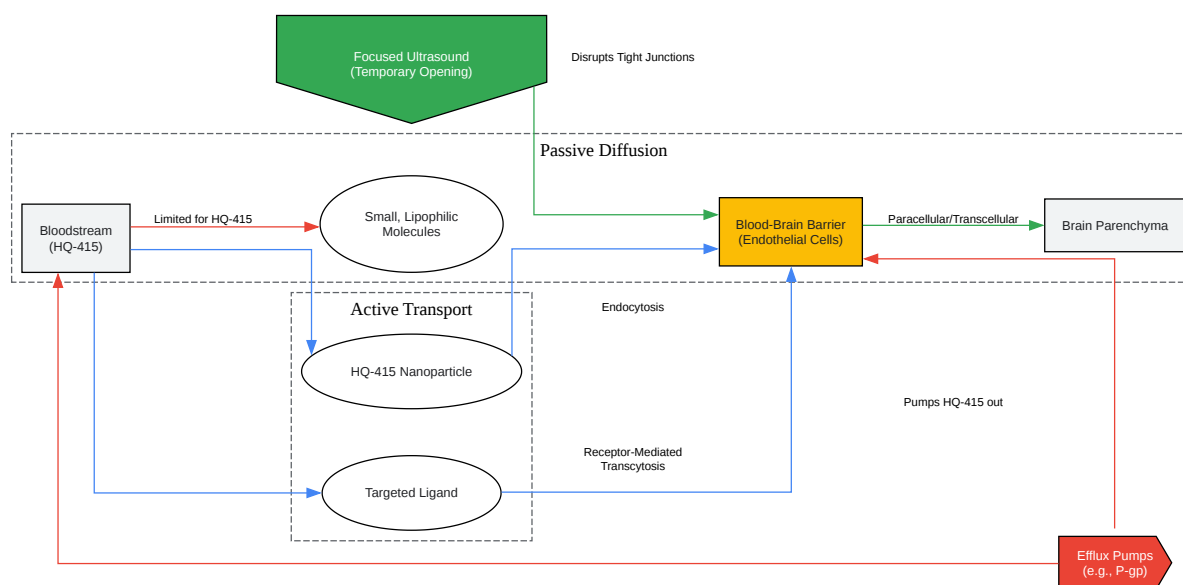 Focused Ultrasound
(Temporary Opening)
Disrupts Tight Junctions
Passive Diffusion
Bloodstream
(HQ-415)
Limited for HQ-415
Small, Lipophilic
Molecules
Blood-Brain Barrier
(Endothelial Cells)
Paracellular/Transcellular
Brain Parenchyma
Active Transport
Endocytosis
HQ-415 Nanoparticle
Pumps HQ-415 out
Receptor-Mediated
Transcytosis
Targeted Ligand
Efflux Pumps
(e.g., P-gp)